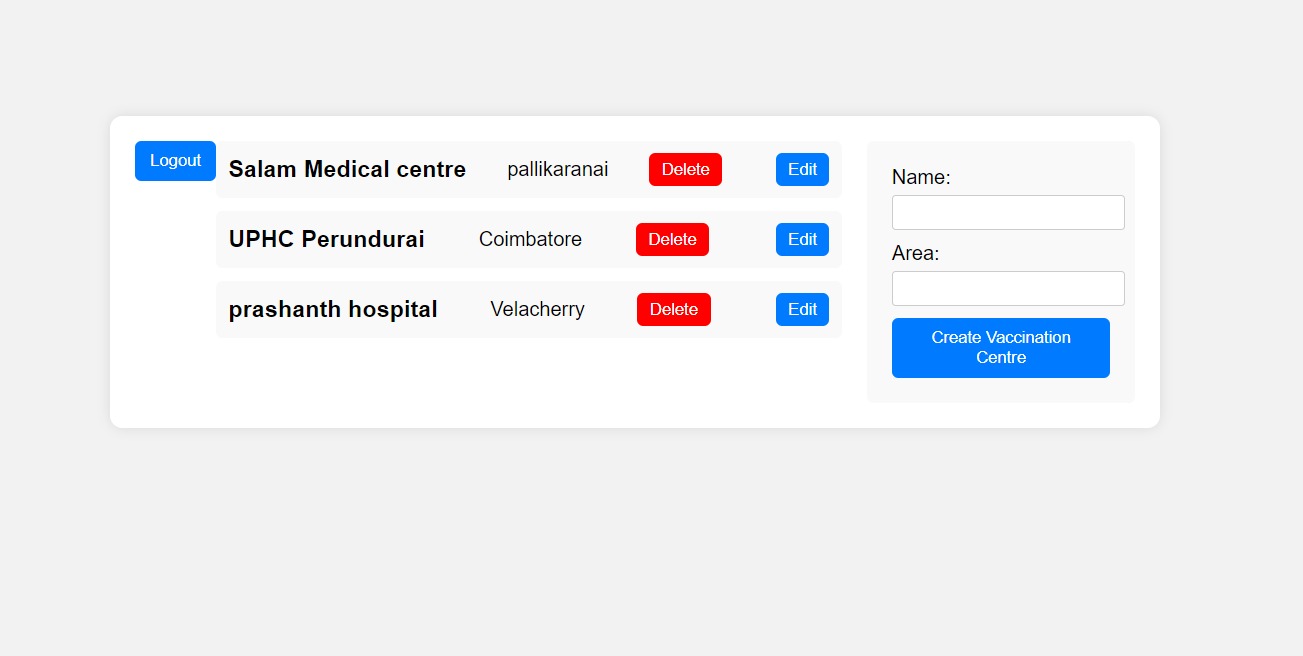 Logout
Salam Medical centre pallikaranai Delete Edit
UPHC Perundurai Coimbatore Delete Edit
prashanth hospital Velacherry Delete Edit
Name:
Area:
Create Vaccination
Centre